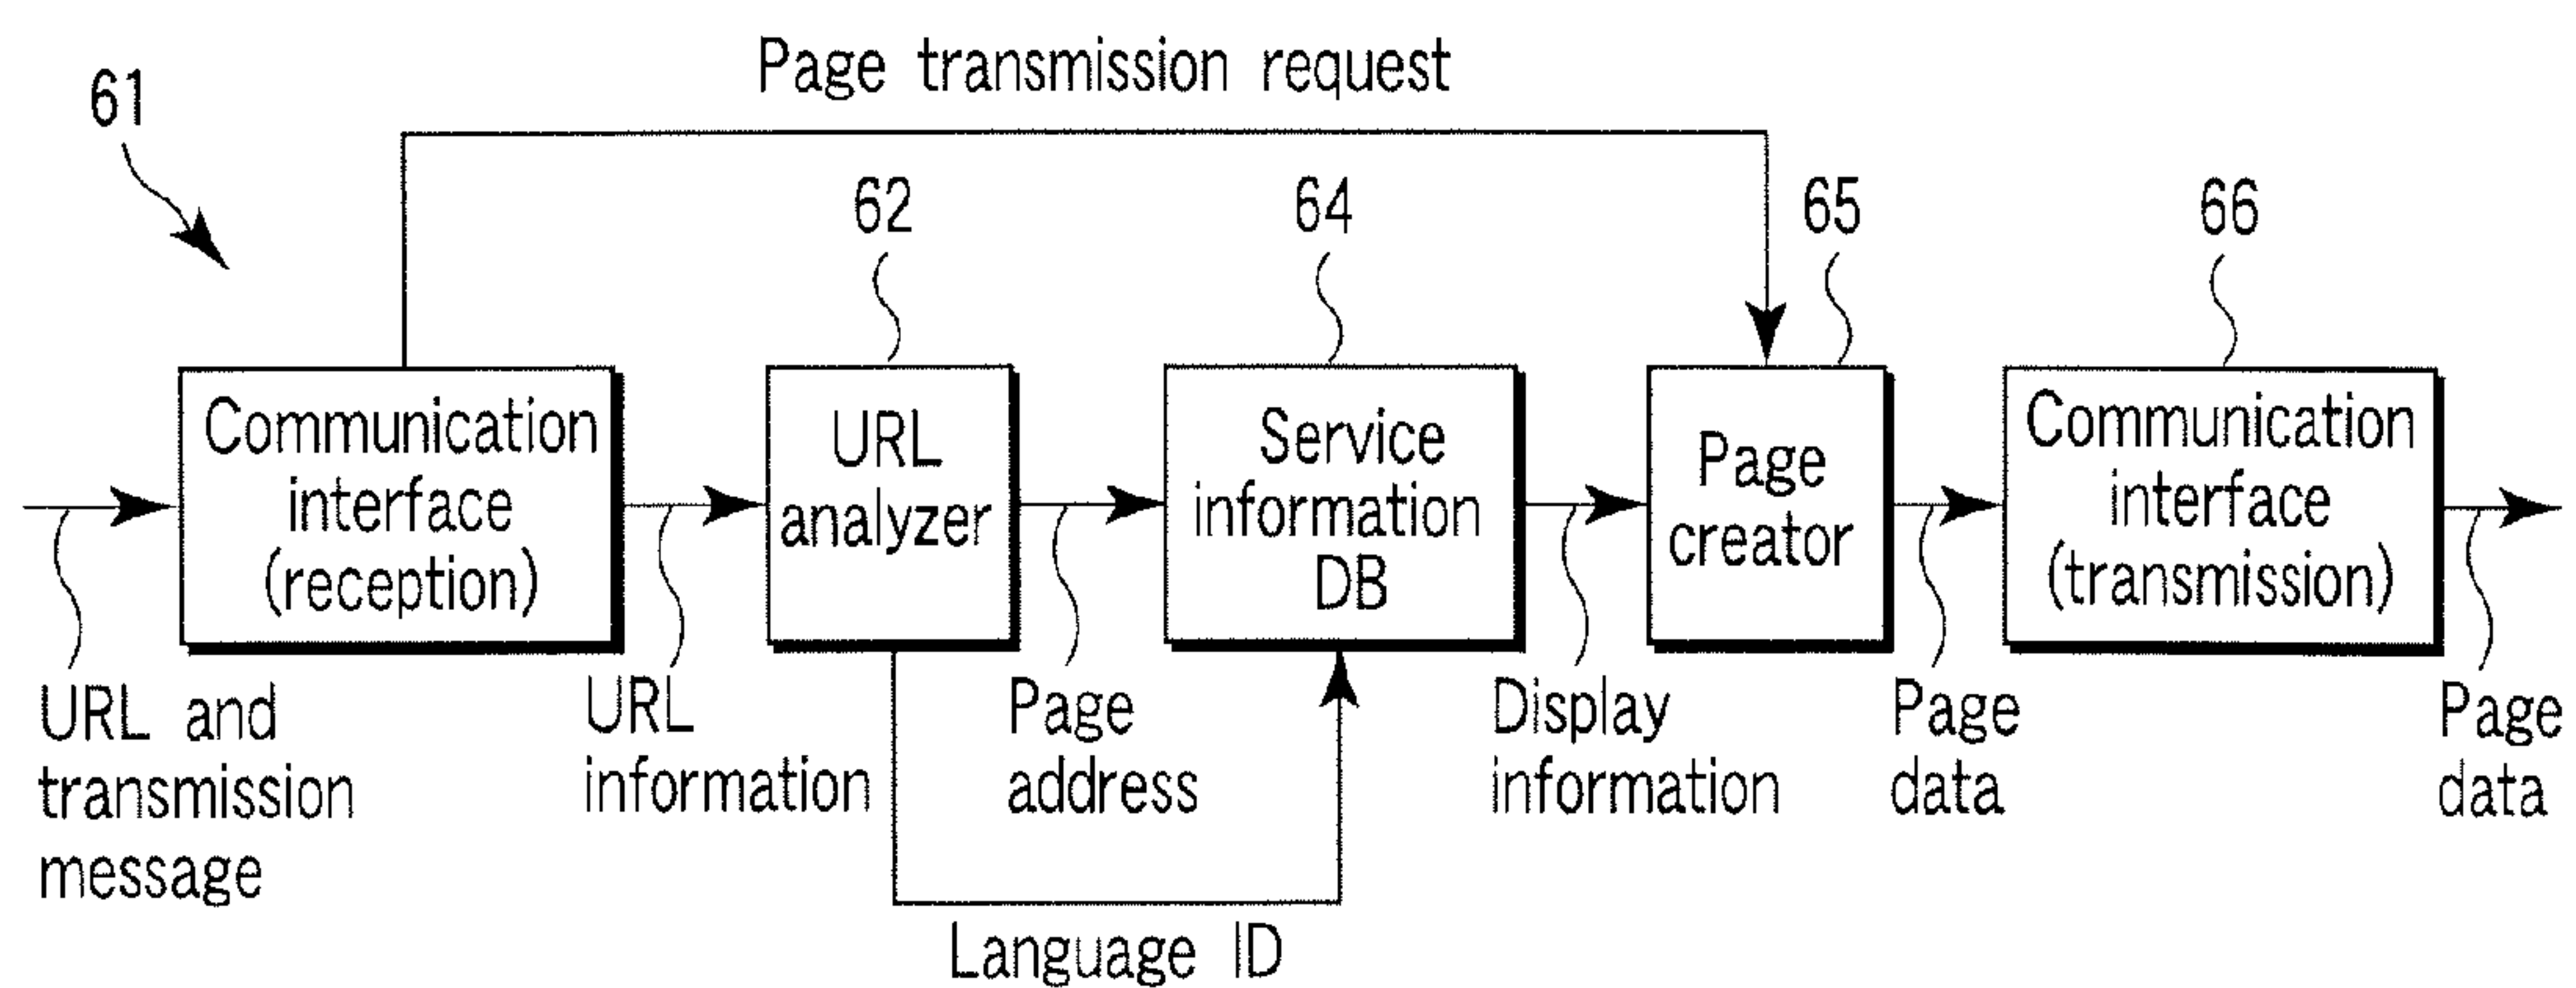 Page transmission request
61
62
64
65
66
Communication
interface
(reception)
URL
analyzer
Service
information
DB
Page
creator
Communication
interface
(transmission)
URL and
transmission
message
URL
information
Page
address
Display
information
Page
data
Page
data
Language ID